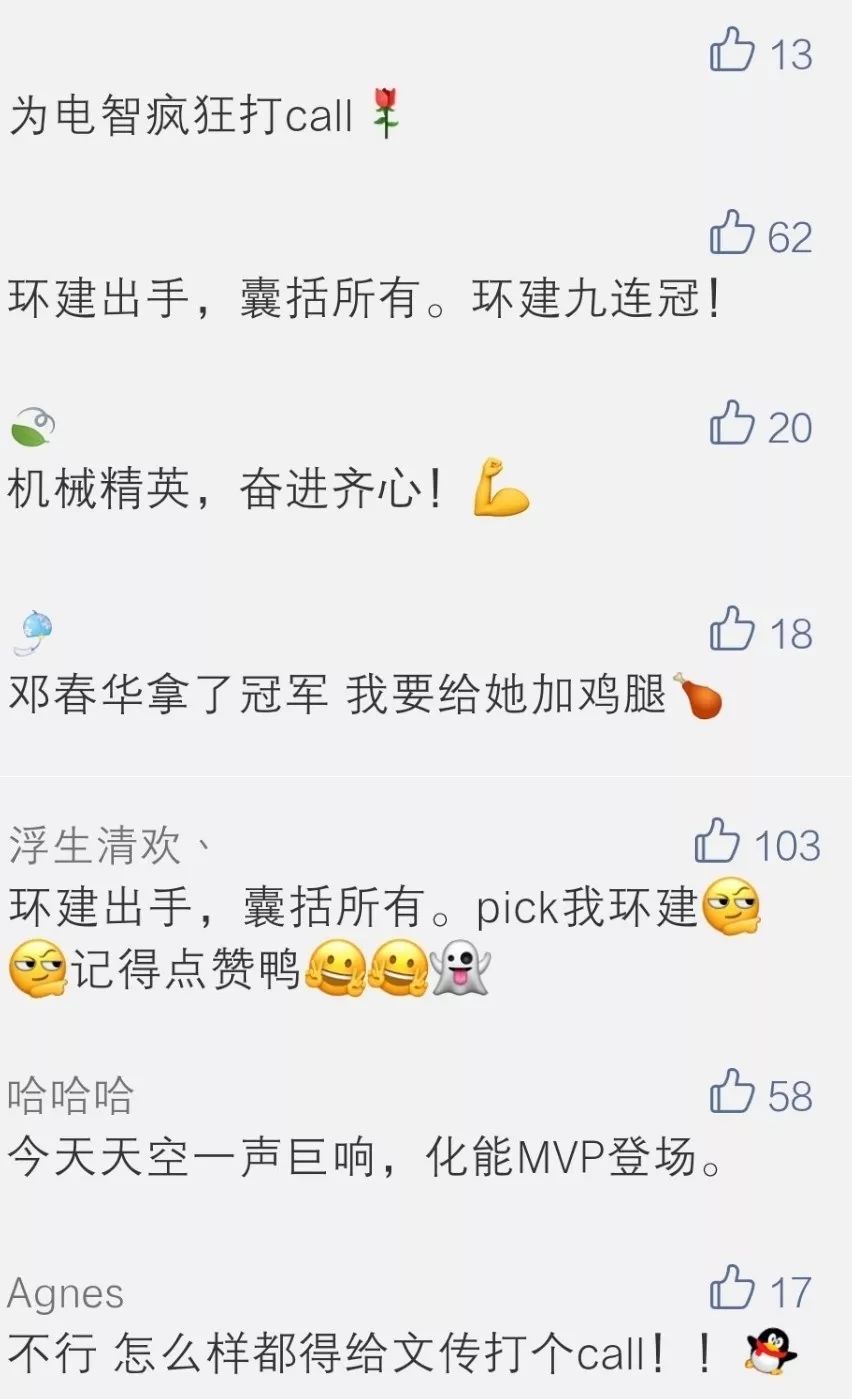 13
为电智疯狂打call🌹
62
环建出手，囊括所有。环建九连冠！
🍃 20
机械精英，奋进齐心！💪
🎐 18
邓春华拿了冠军 我要给她加鸡腿🍗
浮生清欢、 103
环建出手，囊括所有。pick我环建
记得点赞鸭🤗🤗👻
哈哈哈 58
今天天空一声巨响，化能MVP登场。
Agnes 17
不行 怎么样都得给文传打个call！！🐧